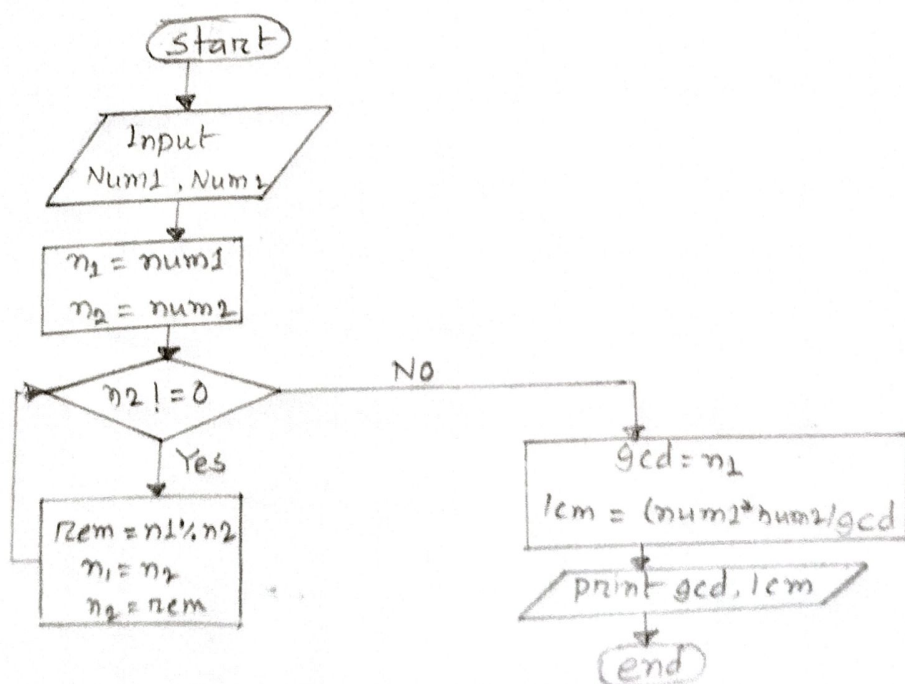 Start
Input
Num1, Num2
n1 = num1
n2 = num2
n2 != 0
No
Yes
rem = n1 % n2
n1 = n2
n2 = rem
gcd = n1
lcm = (num1*num2/gcd
print gcd, lcm
end